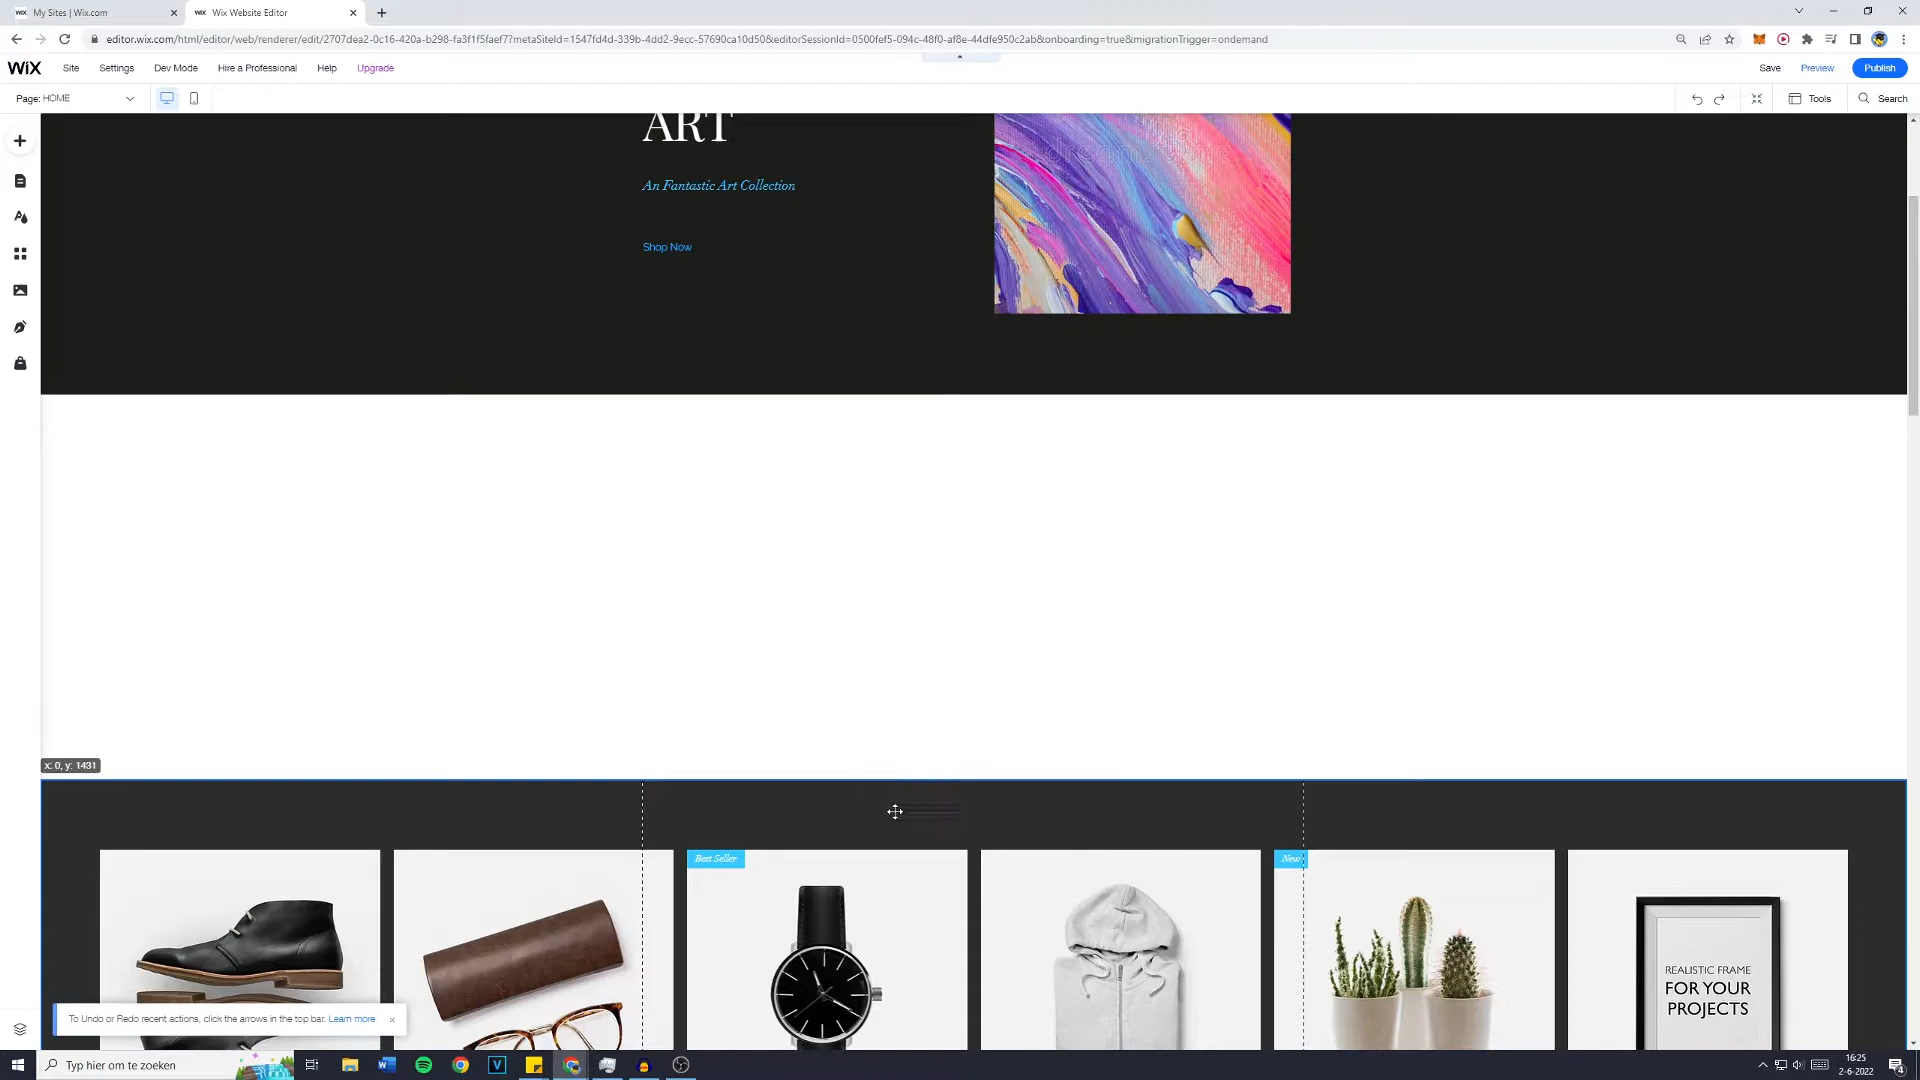 WiX My Sites | Wix.com
WiX Wix Website Editor
editor.wix.com/html/editor/web/renderer/edit/2707dea2-0c16-420a-b298-fa3f1f5faef7?metaSiteId=1547fd4d-339b-4dd2-9ecc-57690ca10d50&editorSessionId=0500fef5-094c-48f0-af8e-44dfe950c2ab&onboarding=true&migrationTrigger=ondemand
WiX Site Settings Dev Mode Hire a Professional Help Upgrade Save Preview Publish
Page: HOME Tools Search
ART
An Fantastic Art Collection
Shop Now
x: 0, y: 1431
Best Seller
New
REALISTIC FRAME
FOR YOUR
PROJECTS
To Undo or Redo recent actions, click the arrows in the top bar. Learn more
Typ hier om te zoeken
16:25
2-6-2022
4